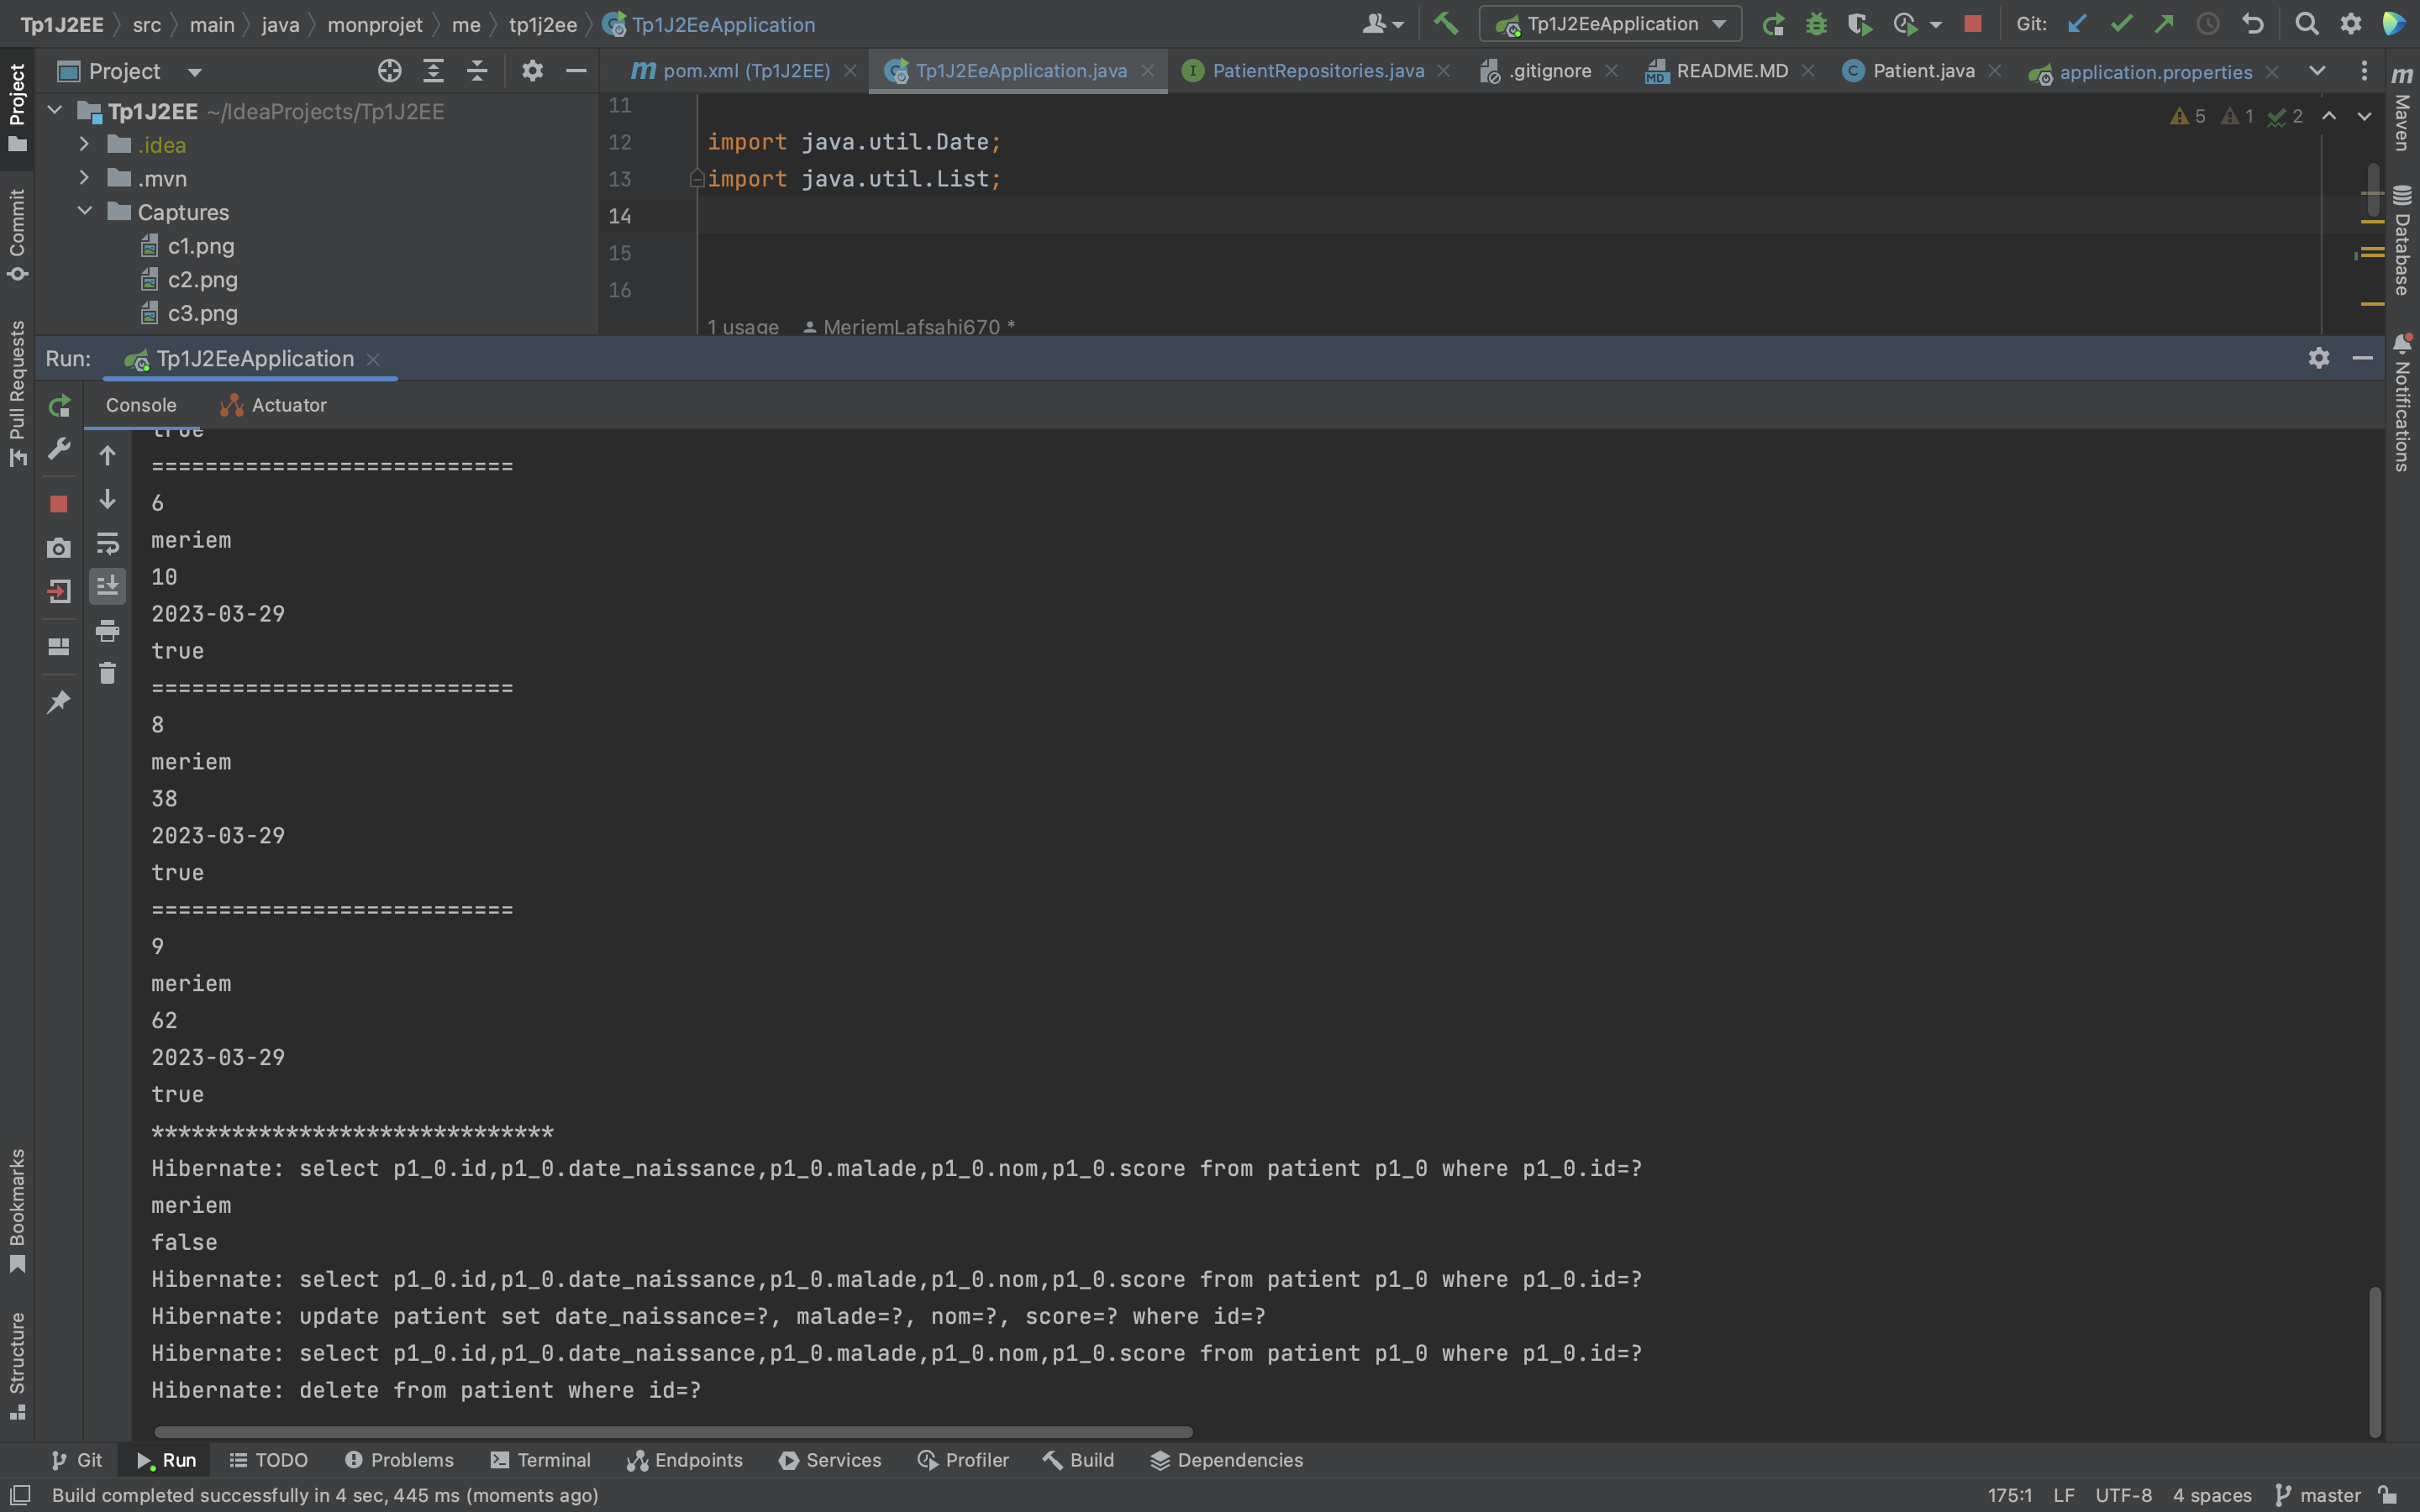 Tp1J2EE src main java monprojet me tp1j2ee Tp1J2EeApplication Tp1J2EeApplication Git:
Project pom.xml (Tp1J2EE) Tp1J2EeApplication.java PatientRepositories.java .gitignore README.MD Patient.java application.properties
Tp1J2EE ~/IdeaProjects/Tp1J2EE
.idea
.mvn
Captures
c1.png
c2.png
c3.png
11
12 import java.util.Date;
13 import java.util.List;
14
15
16
1 usage MeriemLafsahi670 *
5 1 2
Project
Commit
Pull Requests
Bookmarks
Structure
Maven
Database
Notifications
Run: Tp1J2EeApplication
Console Actuator
true
===========================
6
meriem
10
2023-03-29
true
===========================
8
meriem
38
2023-03-29
true
===========================
9
meriem
62
2023-03-29
true
******************************
Hibernate: select p1_0.id,p1_0.date_naissance,p1_0.malade,p1_0.nom,p1_0.score from patient p1_0 where p1_0.id=?
meriem
false
Hibernate: select p1_0.id,p1_0.date_naissance,p1_0.malade,p1_0.nom,p1_0.score from patient p1_0 where p1_0.id=?
Hibernate: update patient set date_naissance=?, malade=?, nom=?, score=? where id=?
Hibernate: select p1_0.id,p1_0.date_naissance,p1_0.malade,p1_0.nom,p1_0.score from patient p1_0 where p1_0.id=?
Hibernate: delete from patient where id=?
Git Run TODO Problems Terminal Endpoints Services Profiler Build Dependencies
Build completed successfully in 4 sec, 445 ms (moments ago) 175:1 LF UTF-8 4 spaces master